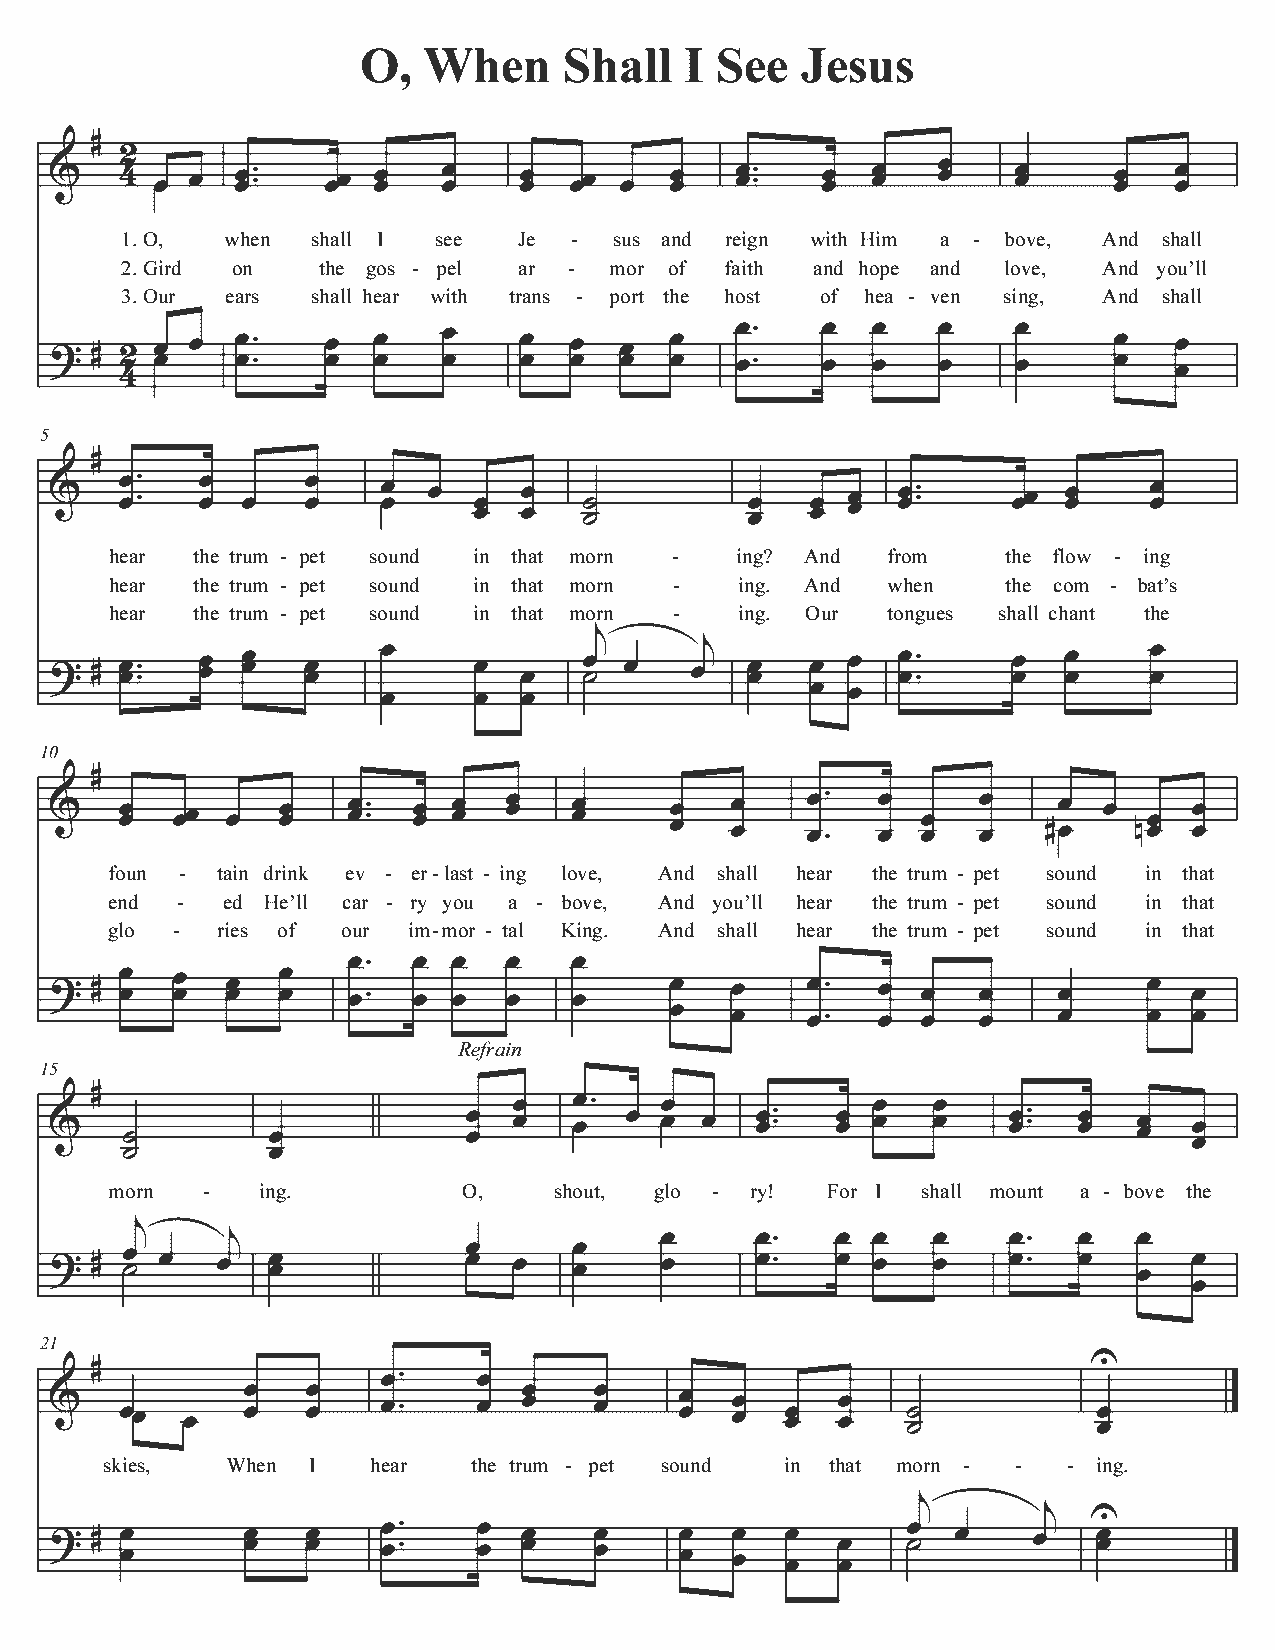 O, When Shall I See Jesus
1. O, when shall I see Je - sus and reign with Him a - bove, And shall
2. Gird on the gos - pel ar - mor of faith and hope and love, And you’ll
3. Our ears shall hear with trans - port the host of hea - ven sing, And shall
5
hear the trum - pet sound in that morn - ing? And from the flow - ing
hear the trum - pet sound in that morn - ing. And when the com - bat’s
hear the trum - pet sound in that morn - ing. Our tongues shall chant the
10
foun - tain drink ev - er - last - ing love, And shall hear the trum - pet sound in that
end - ed He’ll car - ry you a - bove, And you’ll hear the trum - pet sound in that
glo - ries of our im - mor - tal King. And shall hear the trum - pet sound in that
Refrain
15
morn - ing. O, shout, glo - ry! For I shall mount a - bove the
21
skies, When I hear the trum - pet sound in that morn - - - ing.